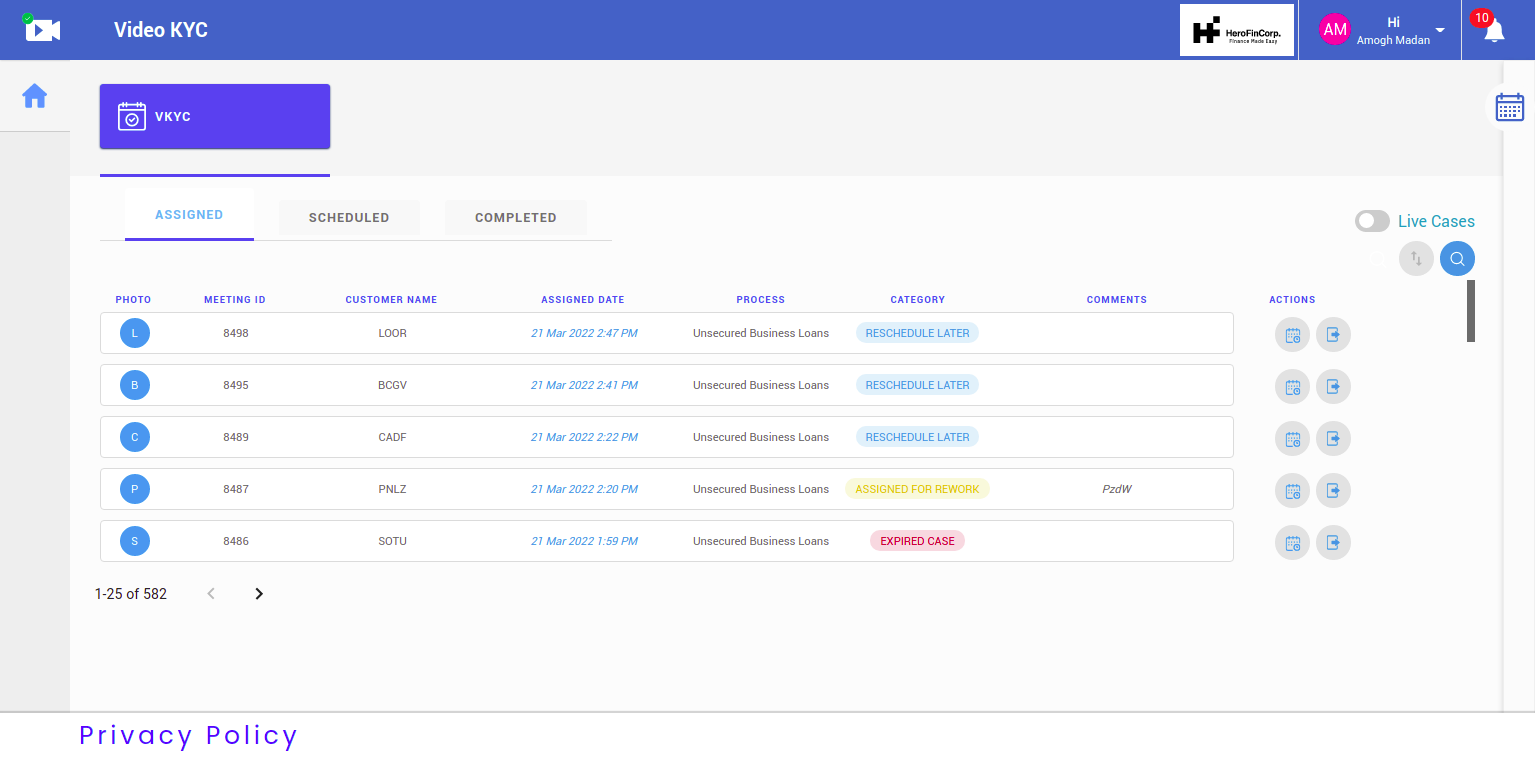 Video KYC
HeroFinCorp.
Finance Made Easy
AM
Hi
Amogh Madan
10
VKYC
ASSIGNED SCHEDULED COMPLETED
Live Cases
PHOTO MEETING ID CUSTOMER NAME ASSIGNED DATE PROCESS CATEGORY COMMENTS ACTIONS
L 8498 LOOR 21 Mar 2022 2:47 PM Unsecured Business Loans RESCHEDULE LATER
B 8495 BCGV 21 Mar 2022 2:41 PM Unsecured Business Loans RESCHEDULE LATER
C 8489 CADF 21 Mar 2022 2:22 PM Unsecured Business Loans RESCHEDULE LATER
P 8487 PNLZ 21 Mar 2022 2:20 PM Unsecured Business Loans ASSIGNED FOR REWORK PzdW
S 8486 SOTU 21 Mar 2022 1:59 PM Unsecured Business Loans EXPIRED CASE
1-25 of 582
Privacy Policy